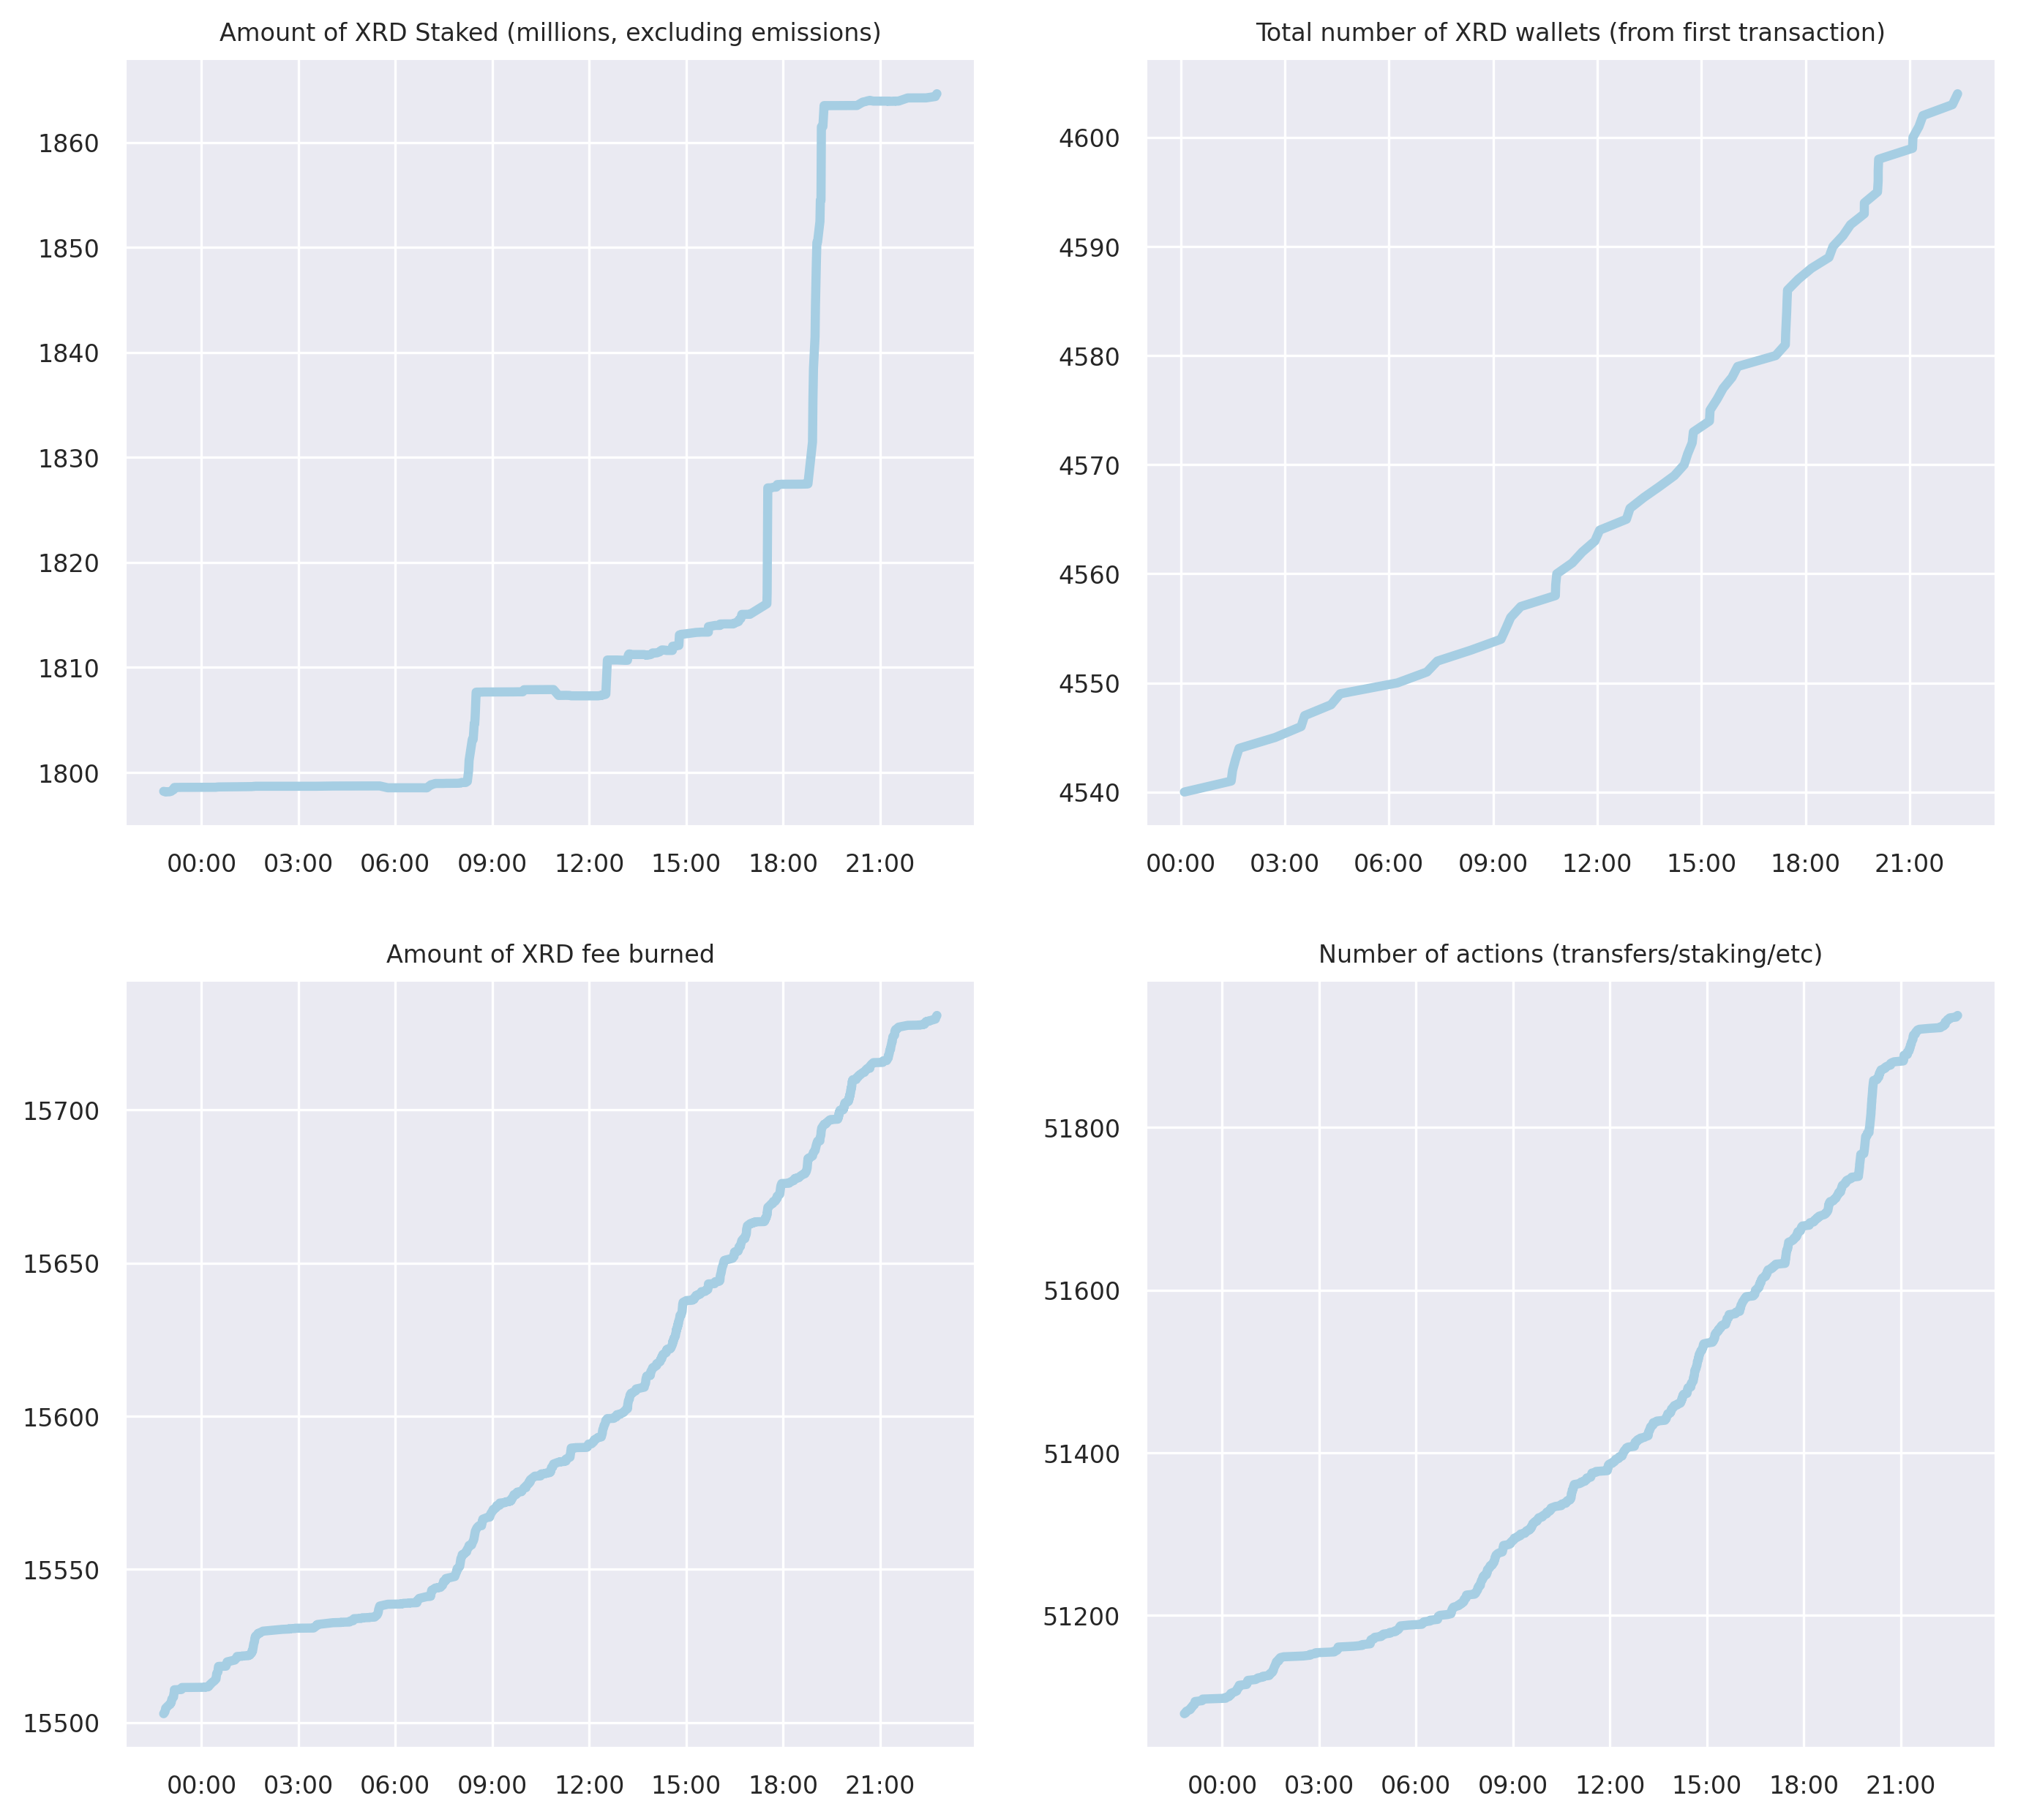 Amount of XRD Staked (millions, excluding emissions)
1860
1850
1840
1830
1820
1810
1800
00:00 03:00 06:00 09:00 12:00 15:00 18:00 21:00
Total number of XRD wallets (from first transaction)
4600
4590
4580
4570
4560
4550
4540
00:00 03:00 06:00 09:00 12:00 15:00 18:00 21:00
Amount of XRD fee burned
15700
15650
15600
15550
15500
00:00 03:00 06:00 09:00 12:00 15:00 18:00 21:00
Number of actions (transfers/staking/etc)
51800
51600
51400
51200
00:00 03:00 06:00 09:00 12:00 15:00 18:00 21:00